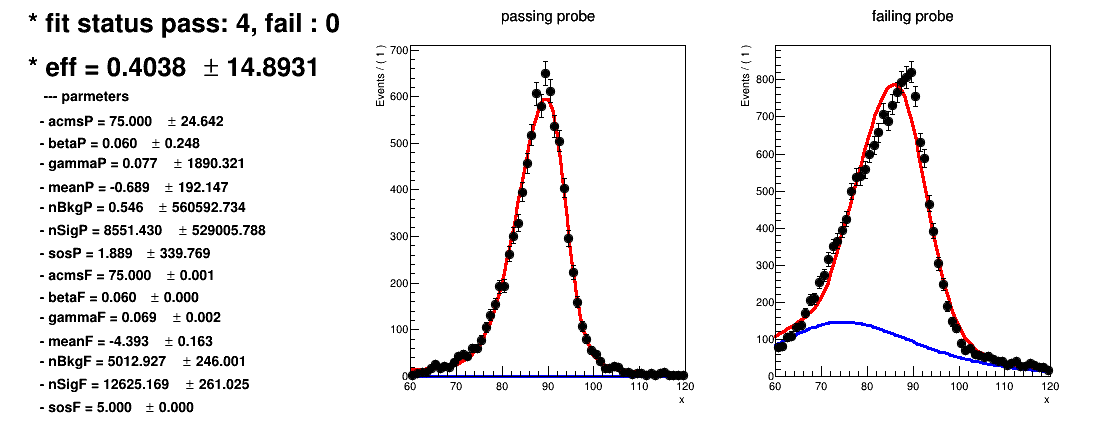 * fit status pass: 4, fail : 0
* eff = 0.4038 ± 14.8931
--- parmeters
- acmsP = 75.000 ± 24.642
- betaP = 0.060 ± 0.248
- gammaP = 0.077 ± 1890.321
- meanP = -0.689 ± 192.147
- nBkgP = 0.546 ± 560592.734
- nSigP = 8551.430 ± 529005.788
- sosP = 1.889 ± 339.769
- acmsF = 75.000 ± 0.001
- betaF = 0.060 ± 0.000
- gammaF = 0.069 ± 0.002
- meanF = -4.393 ± 0.163
- nBkgF = 5012.927 ± 246.001
- nSigF = 12625.169 ± 261.025
- sosF = 5.000 ± 0.000
passing probe
Events / ( 1 )
700
600
500
400
300
200
100
0
60 70 80 90 100 110 120
x
failing probe
Events / ( 1 )
800
700
600
500
400
300
200
100
0
60 70 80 90 100 110 120
x